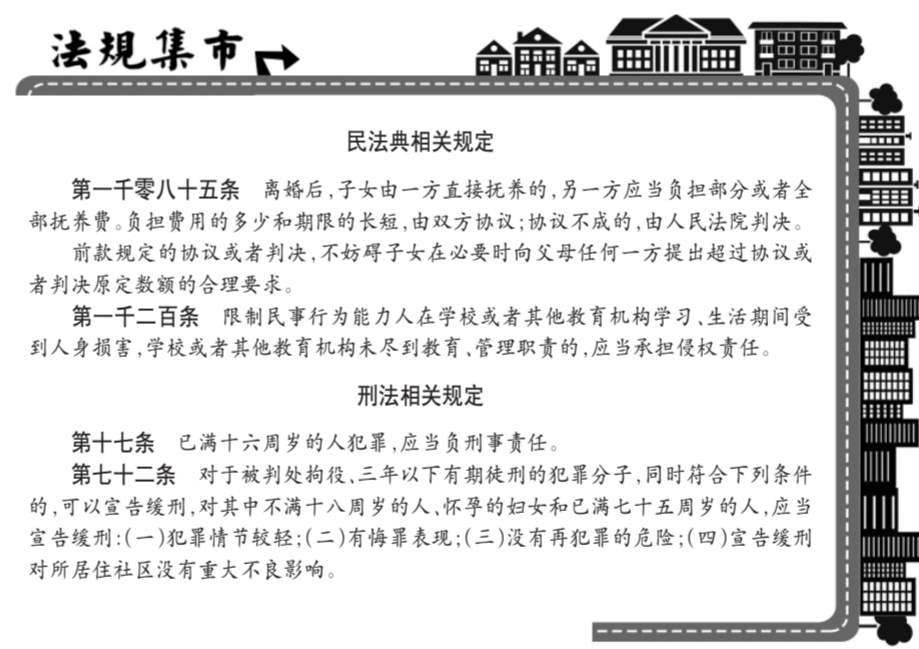 法规集市
民法典相关规定
第一千零八十五条 离婚后,子女由一方直接抚养的,另一方应当负担部分或者全
部抚养费。负担费用的多少和期限的长短,由双方协议;协议不成的,由人民法院判决。
前款规定的协议或者判决,不妨碍子女在必要时向父母任何一方提出超过协议或
者判决原定数额的合理要求。
第一千二百条 限制民事行为能力人在学校或者其他教育机构学习、生活期间受
到人身损害,学校或者其他教育机构未尽到教育、管理职责的,应当承担侵权责任。
刑法相关规定
第十七条 已满十六周岁的人犯罪,应当负刑事责任。
第七十二条 对于被判处拘役、三年以下有期徒刑的犯罪分子,同时符合下列条件
的,可以宣告缓刑,对其中不满十八周岁的人、怀孕的妇女和已满七十五周岁的人,应当
宣告缓刑:(一)犯罪情节较轻;(二)有悔罪表现;(三)没有再犯罪的危险;(四)宣告缓刑
对所居住社区没有重大不良影响。